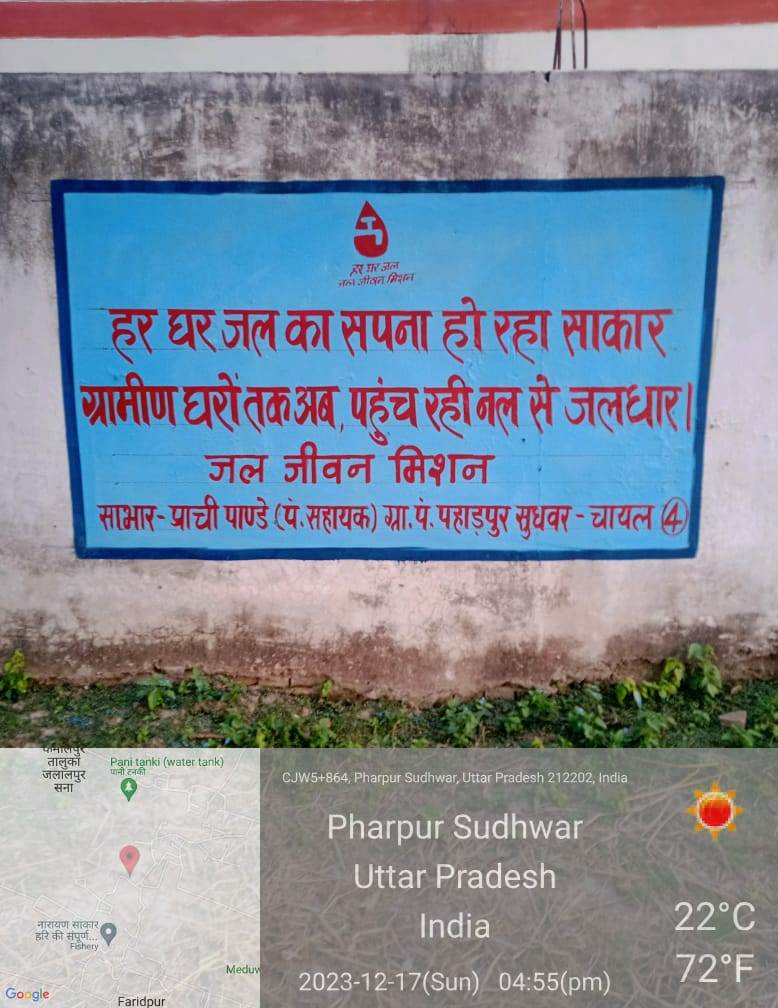 हर घर जल
जल जीवन मिशन
हर घर जल का सपना हो रहा साकार
ग्रामीण घरों तक अब, पहुंच रही नल से जलधार।
जल जीवन मिशन
साभार- प्राची पाण्डे (पं. सहायक) ग्रा. पं. पहाड़पुर सुधवर - चायल 4
कमालपुर
तालुका
जलालपुर
सना
Pani tanki (water tank)
पानी टनकी
नारायण साकार
हरि की संपूर्ण...
Fishery
Meduw
Faridpur
Google
CJW5+864, Pharpur Sudhwar, Uttar Pradesh 212202, India
Pharpur Sudhwar
Uttar Pradesh
India
2023-12-17(Sun) 04:55(pm)
22°C
72°F